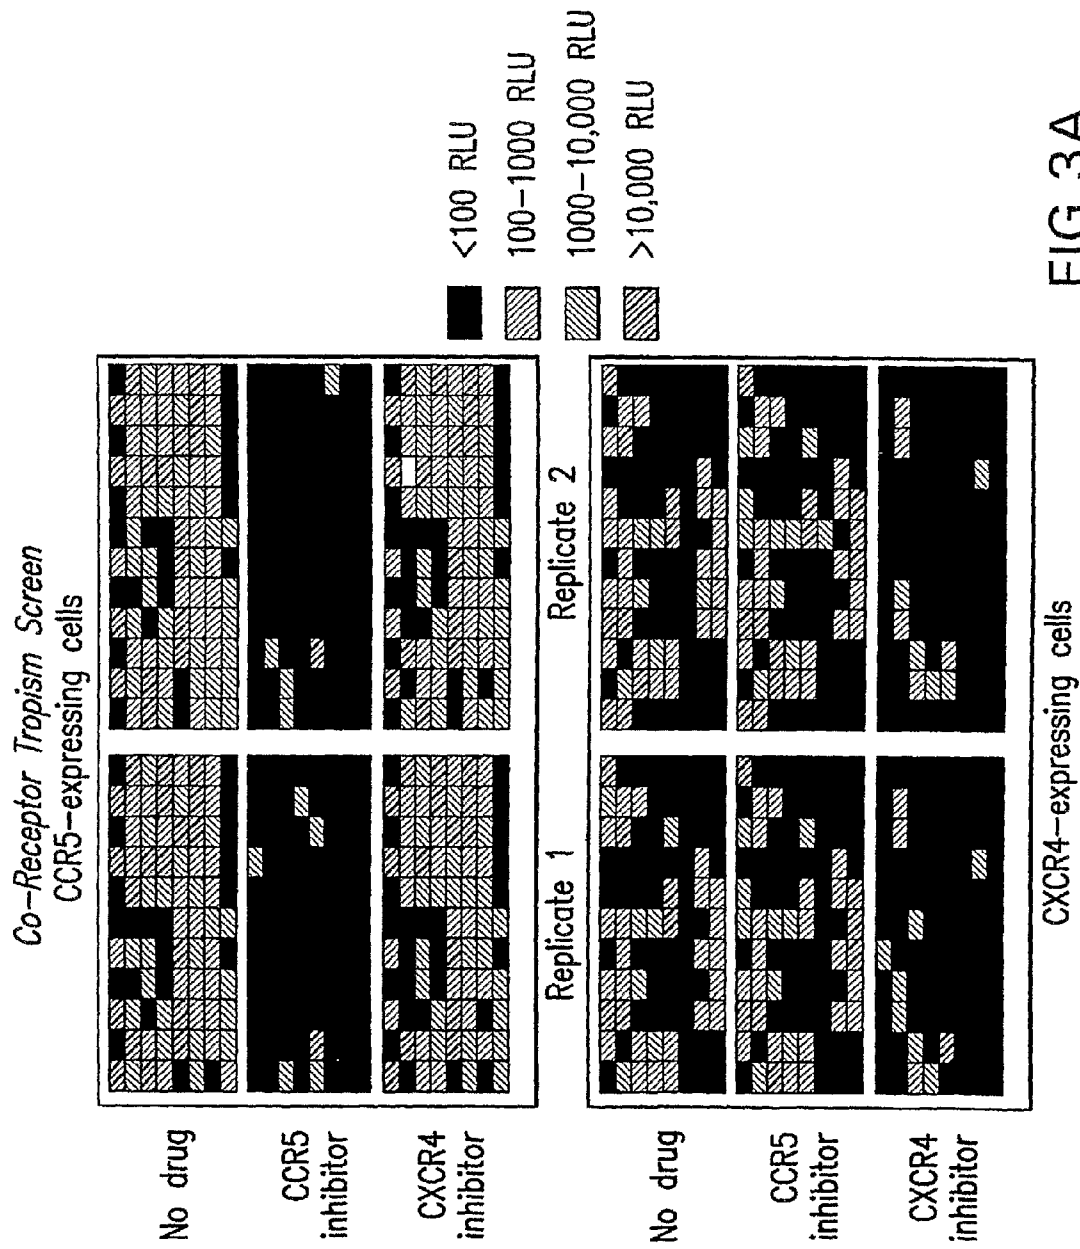 Co-Receptor Tropism Screen
CCR5-expressing cells
No drug
CCR5
inhibitor
CXCR4
inhibitor
Replicate 1
Replicate 2
No drug
CCR5
inhibitor
CXCR4
inhibitor
CXCR4-expressing cells
<100 RLU
100-1000 RLU
1000-10,000 RLU
>10,000 RLU
FIG.3A